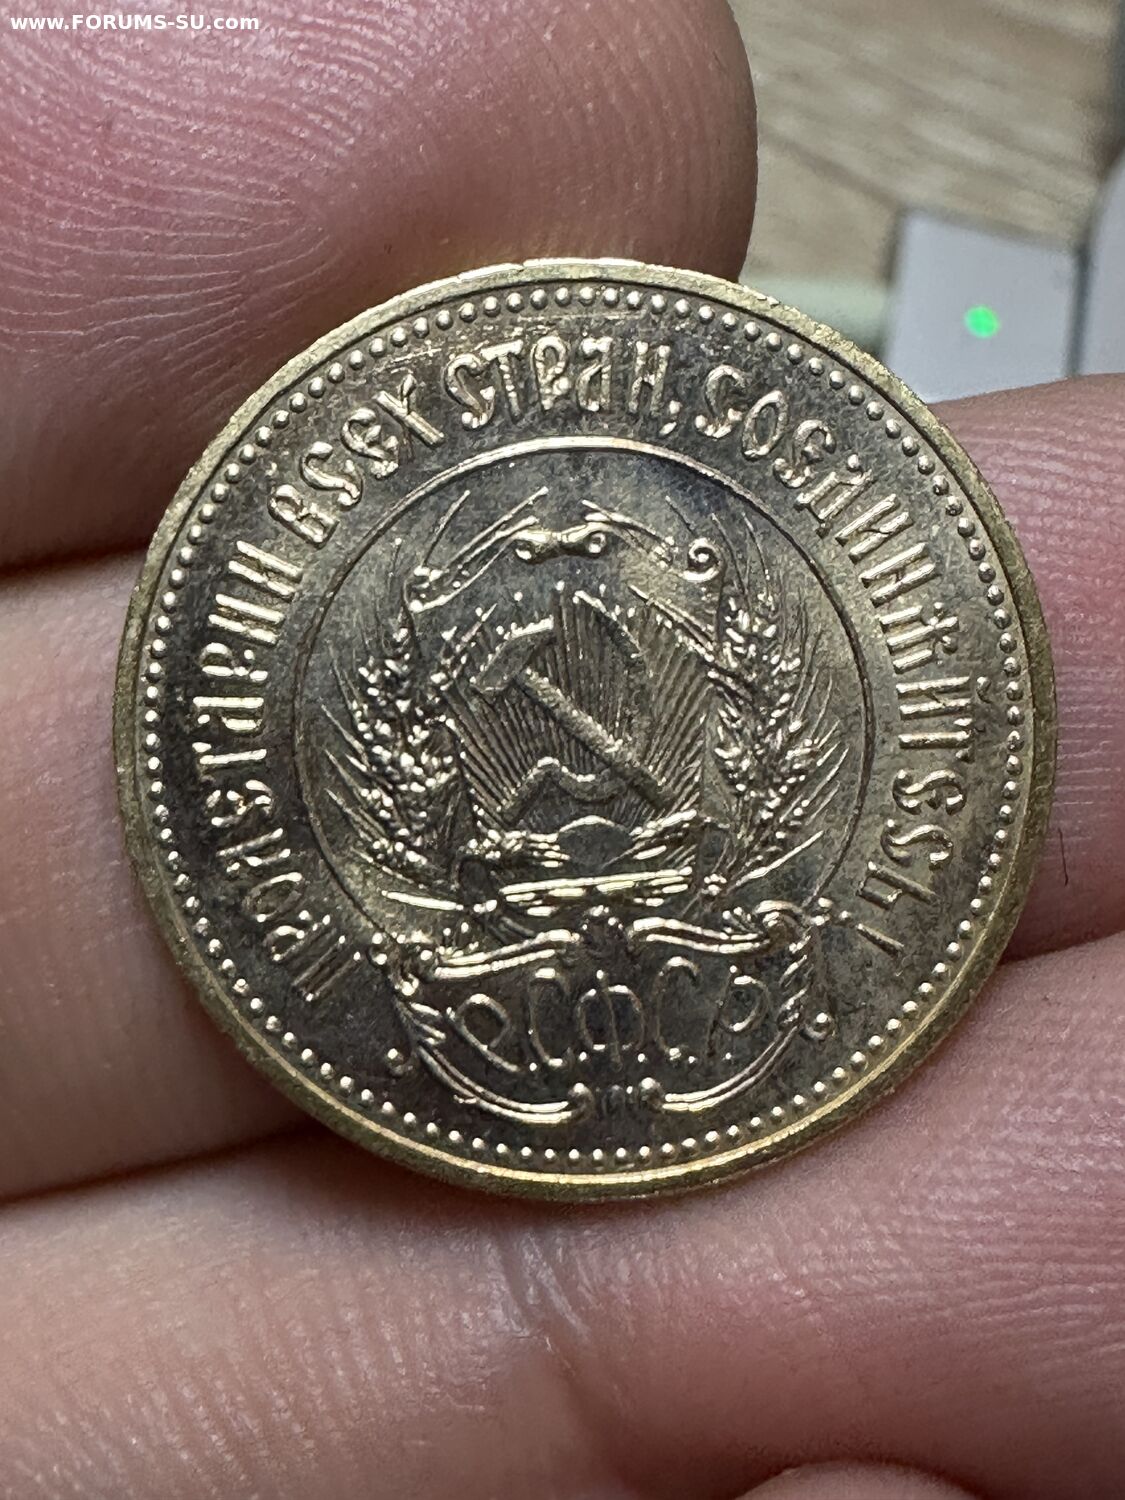 www.FORUMS-SU.com
ПРОЛЕТАРИИ ВСЕХ СТРАН, СОЕДИНЯЙТЕСЬ!
Р.С.Ф.С.Р.